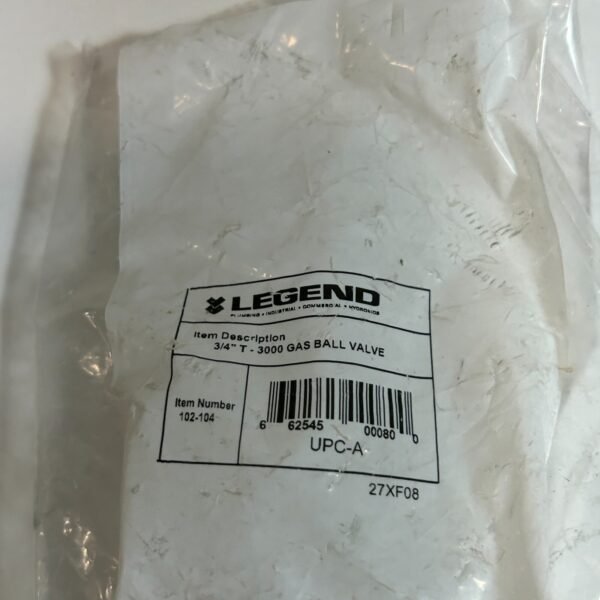 LEGEND
PLUMBING • INDUSTRIAL • COMMERCIAL • HYDRONICS
Item Description
3/4" T - 3000 GAS BALL VALVE
Item Number
102-104
6 62545 00080 0
UPC-A
27XF08